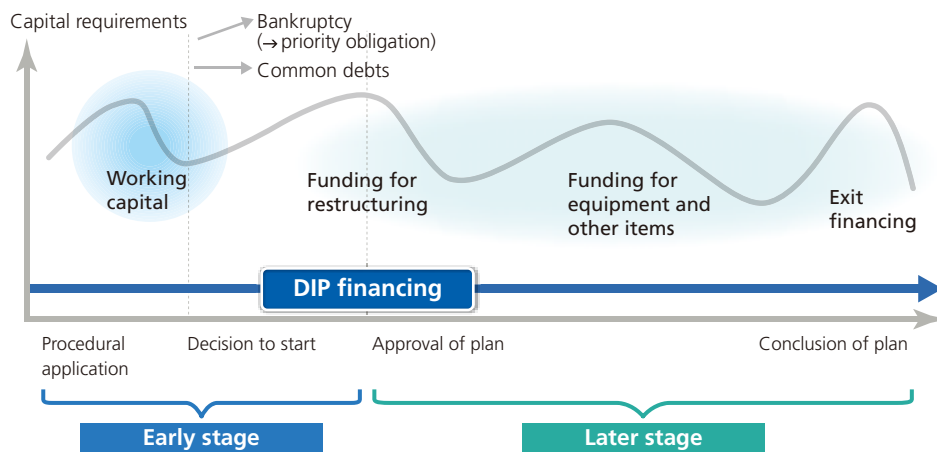 Capital requirements
Bankruptcy
(→priority obligation)
Common debts
Working
capital
Funding for
restructuring
Funding for
equipment and
other items
Exit
financing
DIP financing
Procedural
application
Decision to start
Approval of plan
Conclusion of plan
Early stage
Later stage